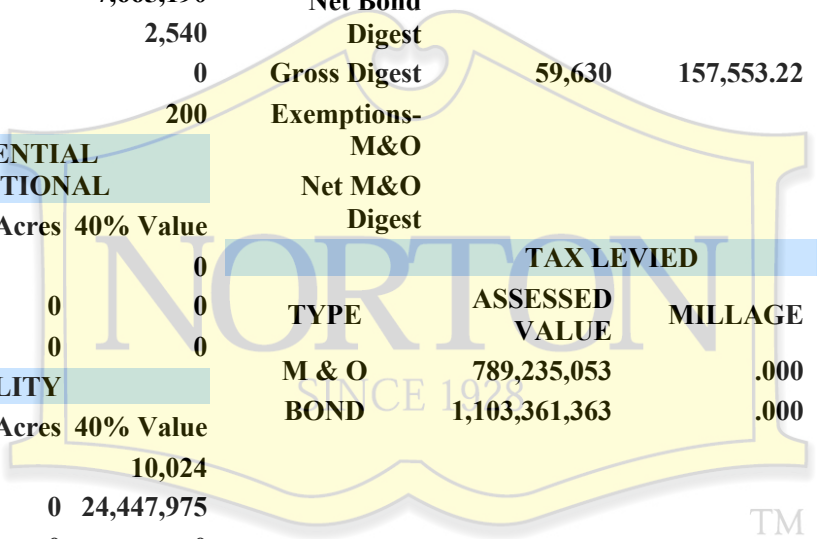 Net Bond
2,540 Digest
0 Gross Digest 59,630 157,553.22
200 Exemptions-
M&O
Net M&O
Digest
ENTIAL
TIONAL
Acres 40% Value
0
0 0
0 0
LITY
Acres 40% Value
10,024
0 24,447,975
TAX LEVIED
TYPE ASSESSED VALUE MILLAGE
M & O 789,235,053 .000
BOND 1,103,361,363 .000
NORTON
SINCE 1928
TM